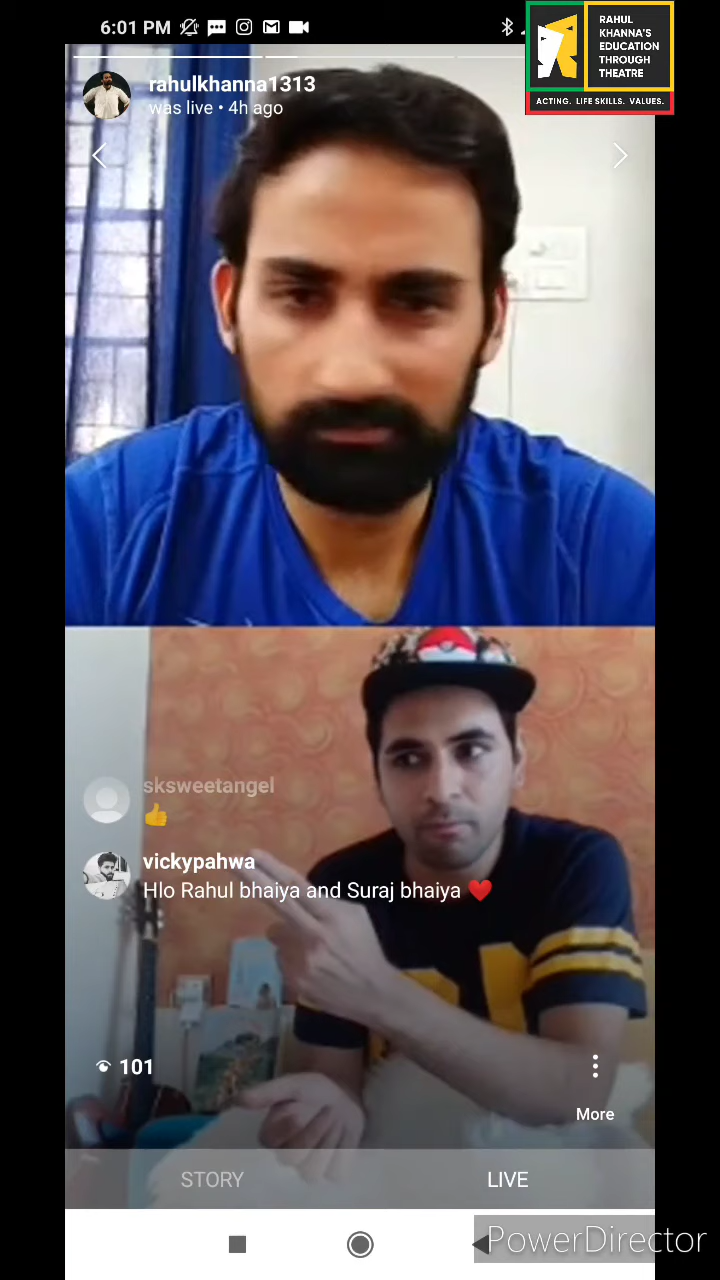 6:01 PM
RAHUL
KHANNA'S
EDUCATION
THROUGH
THEATRE
ACTING. LIFE SKILLS. VALUES.
rahulkhanna1313
was live • 4h ago
sksweetangel
👍
vickypahwa
Hlo Rahul bhaiya and Suraj bhaiya ❤️
101
More
STORY
LIVE
PowerDirector